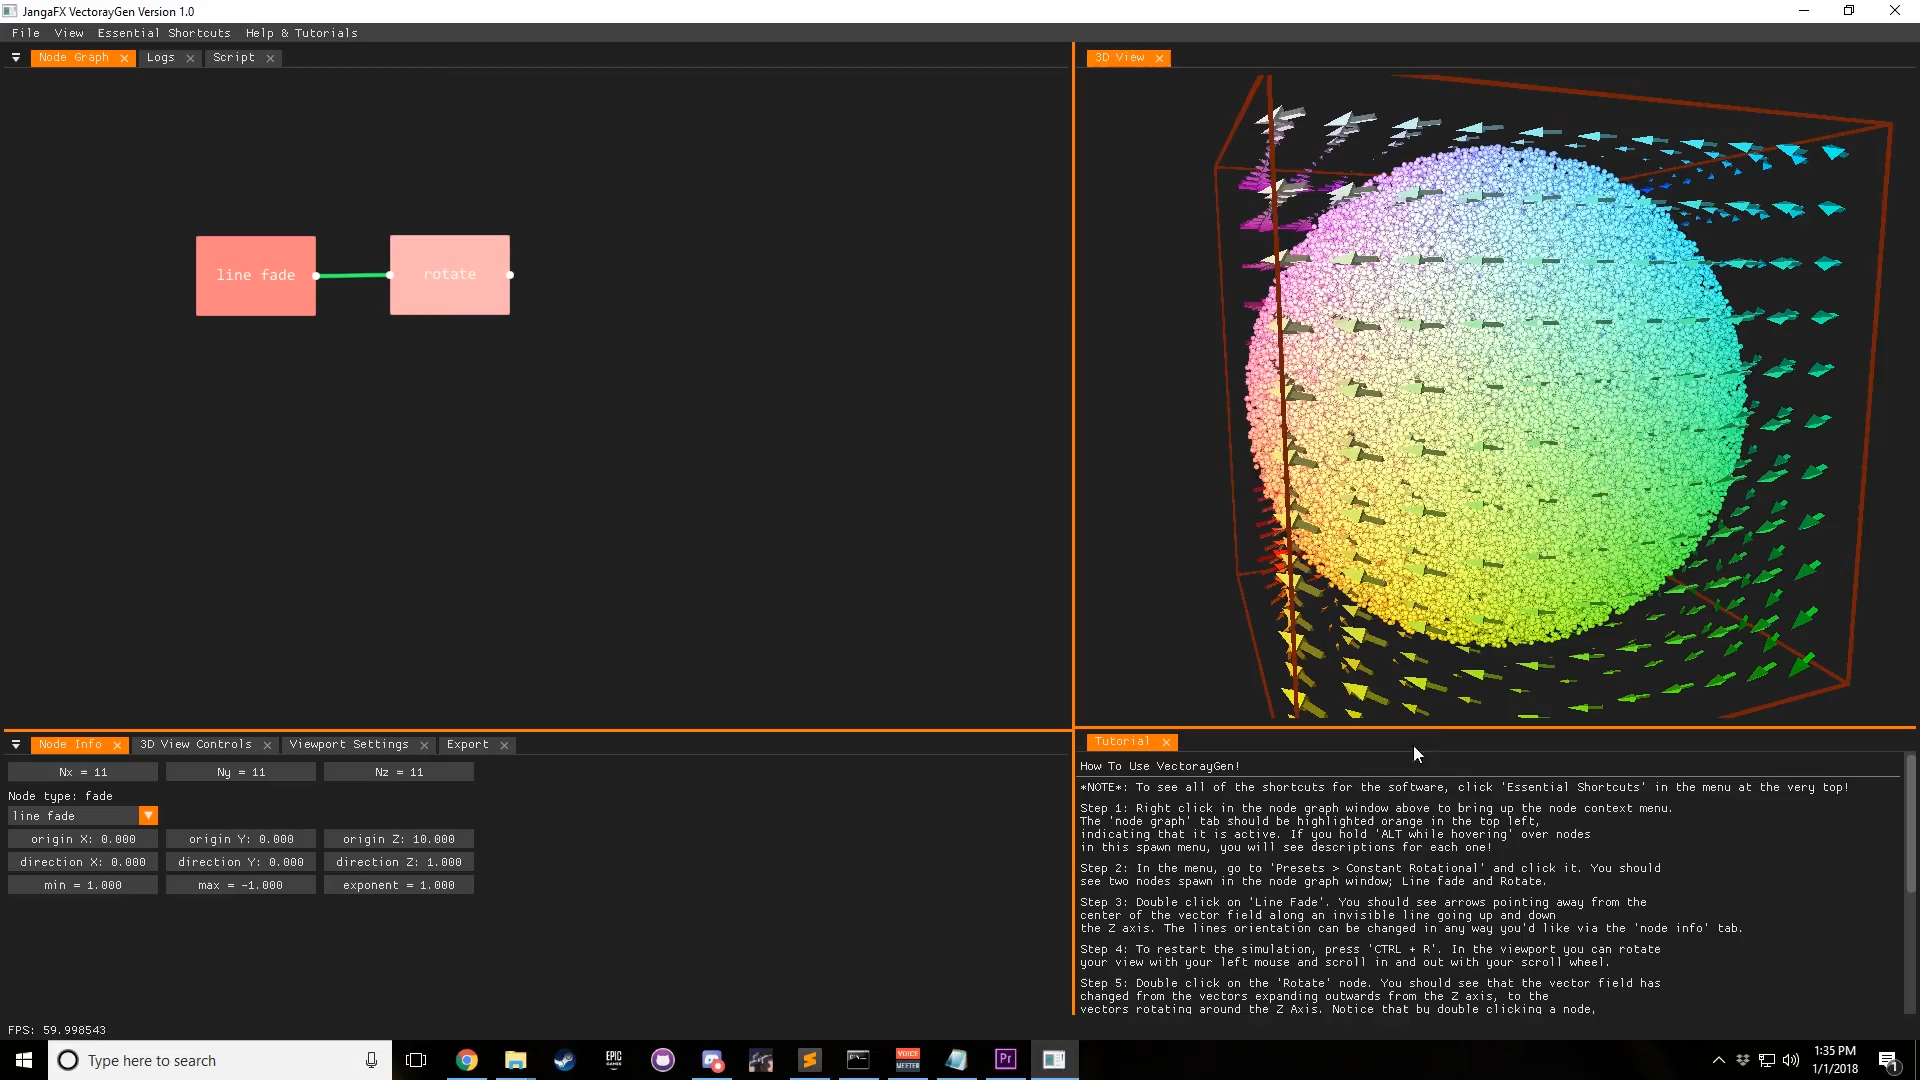 JangaFX VectorayGen Version 1.0
File View Essential Shortcuts Help & Tutorials
Node Graph Logs Script
3D View
line fade
rotate
Node Info 3D View Controls Viewport Settings Export
Nx = 11 Ny = 11 Nz = 11
Node type: fade
line fade
origin X: 0.000 origin Y: 0.000 origin Z: 10.000
direction X: 0.000 direction Y: 0.000 direction Z: 1.000
min = 1.000 max = -1.000 exponent = 1.000
FPS: 59.998543
Tutorial
How To Use VectorayGen!
*NOTE*: To see all of the shortcuts for the software, click 'Essential Shortcuts' in the menu at the very top!
Step 1: Right click in the node graph window above to bring up the node context menu.
The 'node graph' tab should be highlighted orange in the top left,
indicating that it is active. If you hold 'ALT while hovering' over nodes
in this spawn menu, you will see descriptions for each one!
Step 2: In the menu, go to 'Presets > Constant Rotational' and click it. You should
see two nodes spawn in the node graph window; Line fade and Rotate.
Step 3: Double click on 'Line Fade'. You should see arrows pointing away from the
center of the vector field along an invisible line going up and down
the Z axis. The lines orientation can be changed in any way you'd like via the 'node info' tab.
Step 4: To restart the simulation, press 'CTRL + R'. In the viewport you can rotate
your view with your left mouse and scroll in and out with your scroll wheel.
Step 5: Double click on the 'Rotate' node. You should see that the vector field has
changed from the vectors expanding outwards from the Z axis, to the
vectors rotating around the Z Axis. Notice that by double clicking a node,
Type here to search
EPIC GAMES
VOICE MEETER
Pr
1:35 PM
1/1/2018
1